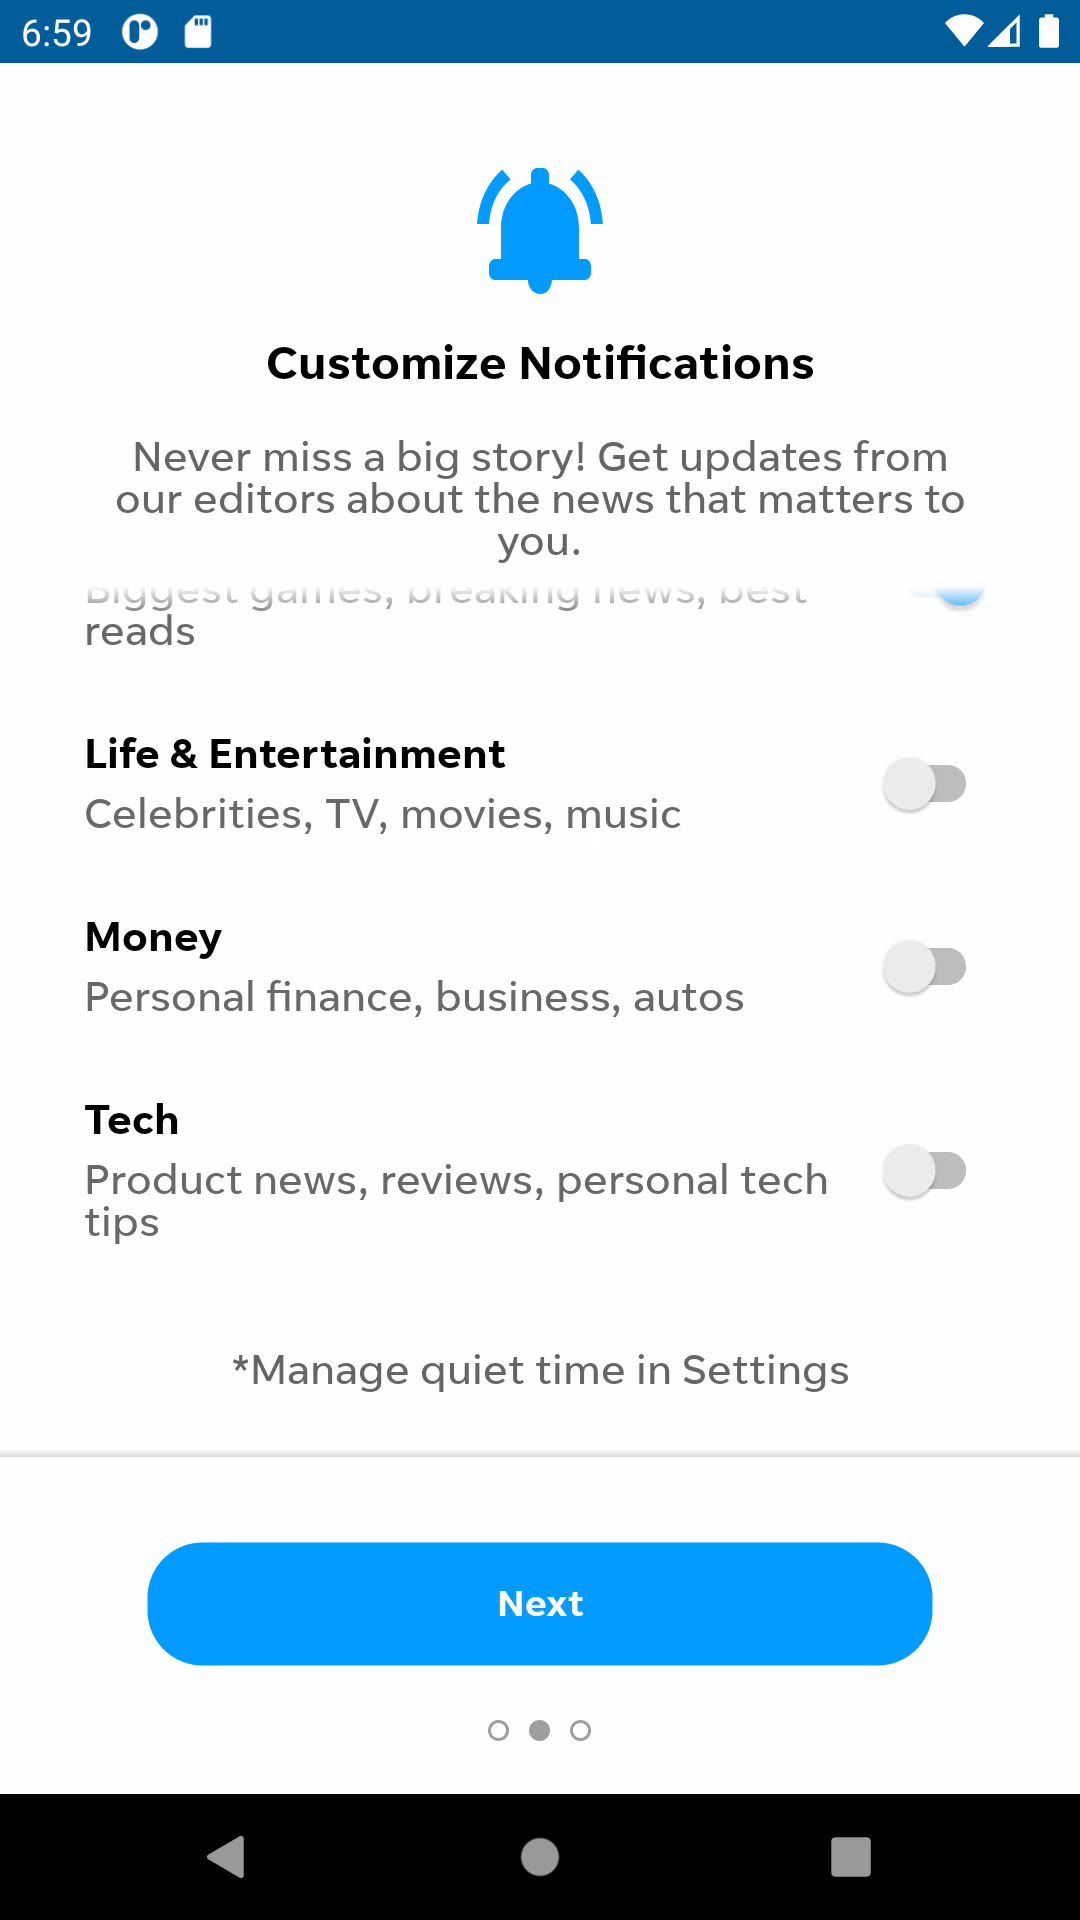 6:59
Customize Notifications
Never miss a big story! Get updates from
our editors about the news that matters to
you.
Biggest games, breaking news, best
reads
Life & Entertainment
Celebrities, TV, movies, music
Money
Personal finance, business, autos
Tech
Product news, reviews, personal tech
tips
*Manage quiet time in Settings
Next